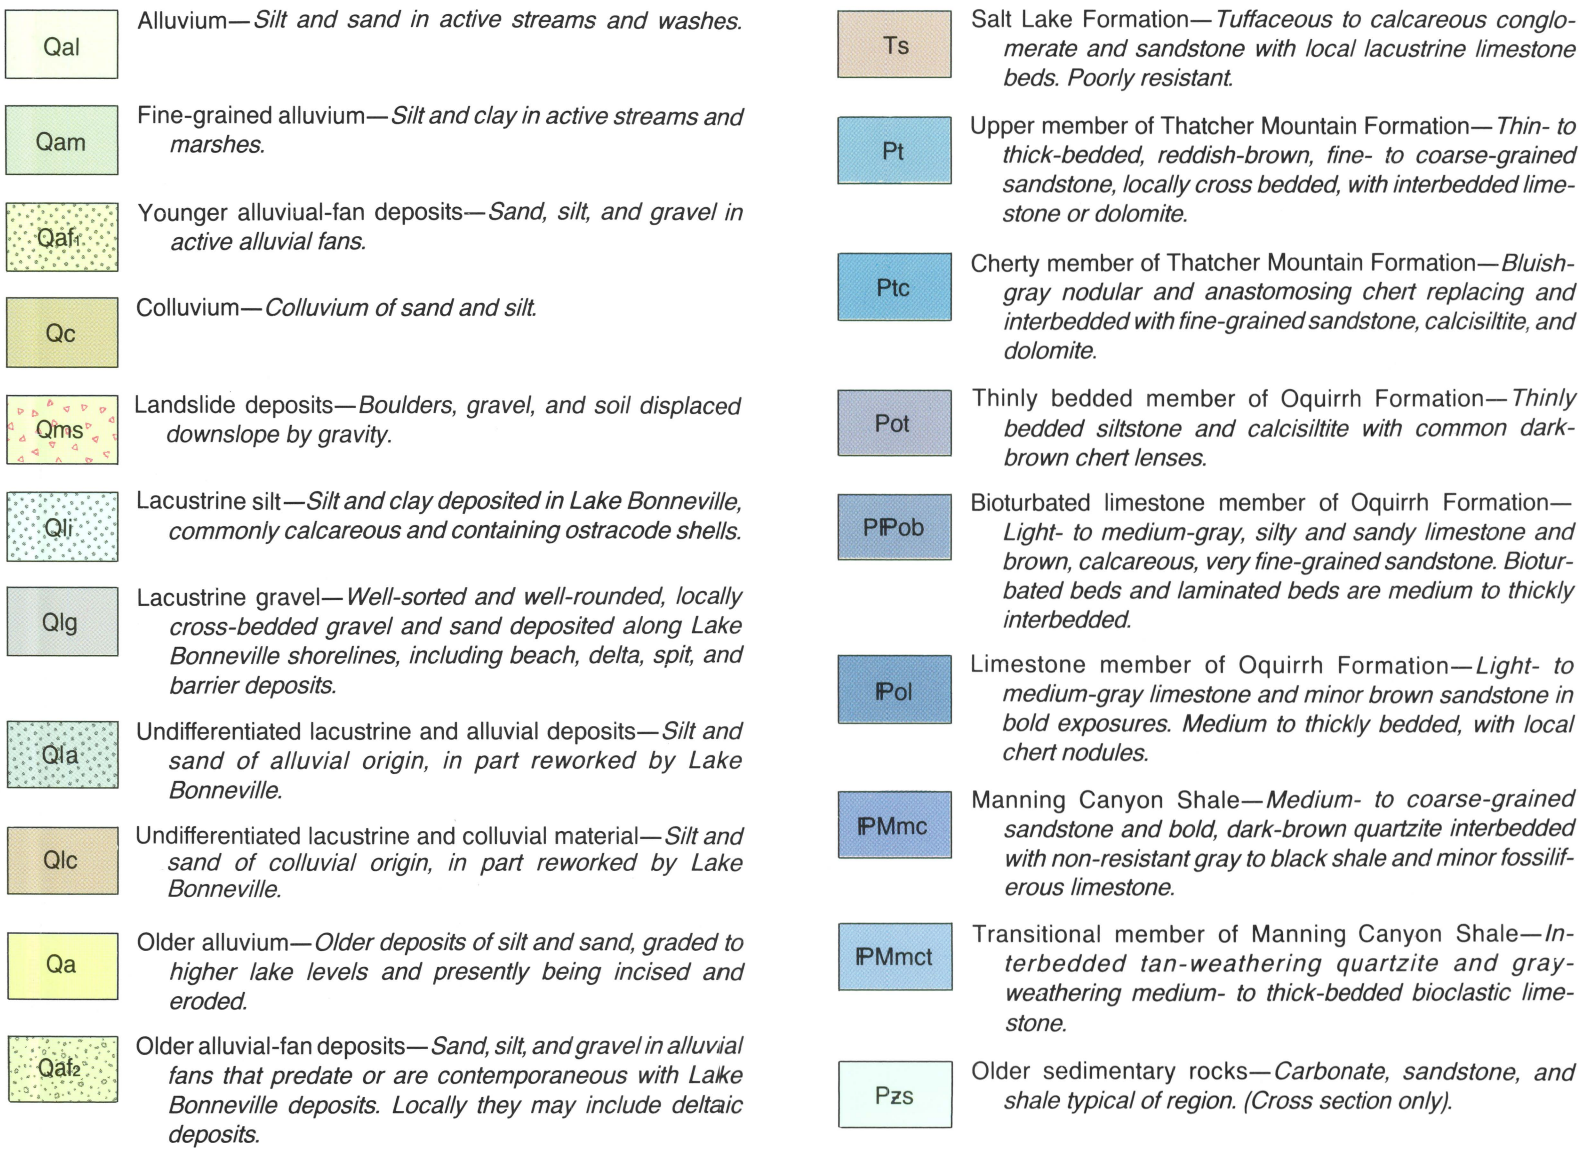 Qal
Alluvium—Silt and sand in active streams and washes.
Qam
Fine-grained alluvium—Silt and clay in active streams and
marshes.
Qaf1
Younger alluviual-fan deposits—Sand, silt, and gravel in
active alluvial fans.
Qc
Colluvium—Colluvium of sand and silt.
Qms
Landslide deposits—Boulders, gravel, and soil displaced
downslope by gravity.
Qli
Lacustrine silt—Silt and clay deposited in Lake Bonneville,
commonly calcareous and containing ostracode shells.
Qlg
Lacustrine gravel—Well-sorted and well-rounded, locally
cross-bedded gravel and sand deposited along Lake
Bonneville shorelines, including beach, delta, spit, and
barrier deposits.
Qla
Undifferentiated lacustrine and alluvial deposits—Silt and
sand of alluvial origin, in part reworked by Lake
Bonneville.
Qlc
Undifferentiated lacustrine and colluvial material—Silt and
sand of colluvial origin, in part reworked by Lake
Bonneville.
Qa
Older alluvium—Older deposits of silt and sand, graded to
higher lake levels and presently being incised and
eroded.
Qaf2
Older alluvial-fan deposits—Sand, silt, and gravel in alluvial
fans that predate or are contemporaneous with Lake
Bonneville deposits. Locally they may include deltaic
deposits.
Ts
Salt Lake Formation—Tuffaceous to calcareous conglo-
merate and sandstone with local lacustrine limestone
beds. Poorly resistant.
Pt
Upper member of Thatcher Mountain Formation—Thin- to
thick-bedded, reddish-brown, fine- to coarse-grained
sandstone, locally cross bedded, with interbedded lime-
stone or dolomite.
Ptc
Cherty member of Thatcher Mountain Formation—Bluish-
gray nodular and anastomosing chert replacing and
interbedded with fine-grained sandstone, calcisiltite, and
dolomite.
Pot
Thinly bedded member of Oquirrh Formation—Thinly
bedded siltstone and calcisiltite with common dark-
brown chert lenses.
PⅠPob
Bioturbated limestone member of Oquirrh Formation—
Light- to medium-gray, silty and sandy limestone and
brown, calcareous, very fine-grained sandstone. Biotur-
bated beds and laminated beds are medium to thickly
interbedded.
ⅠPol
Limestone member of Oquirrh Formation—Light- to
medium-gray limestone and minor brown sandstone in
bold exposures. Medium to thickly bedded, with local
chert nodules.
ⅠPMmc
Manning Canyon Shale—Medium- to coarse-grained
sandstone and bold, dark-brown quartzite interbedded
with non-resistant gray to black shale and minor fossilif-
erous limestone.
ⅠPMmct
Transitional member of Manning Canyon Shale—In-
terbedded tan-weathering quartzite and gray-
weathering medium- to thick-bedded bioclastic lime-
stone.
Pzs
Older sedimentary rocks—Carbonate, sandstone, and
shale typical of region. (Cross section only).